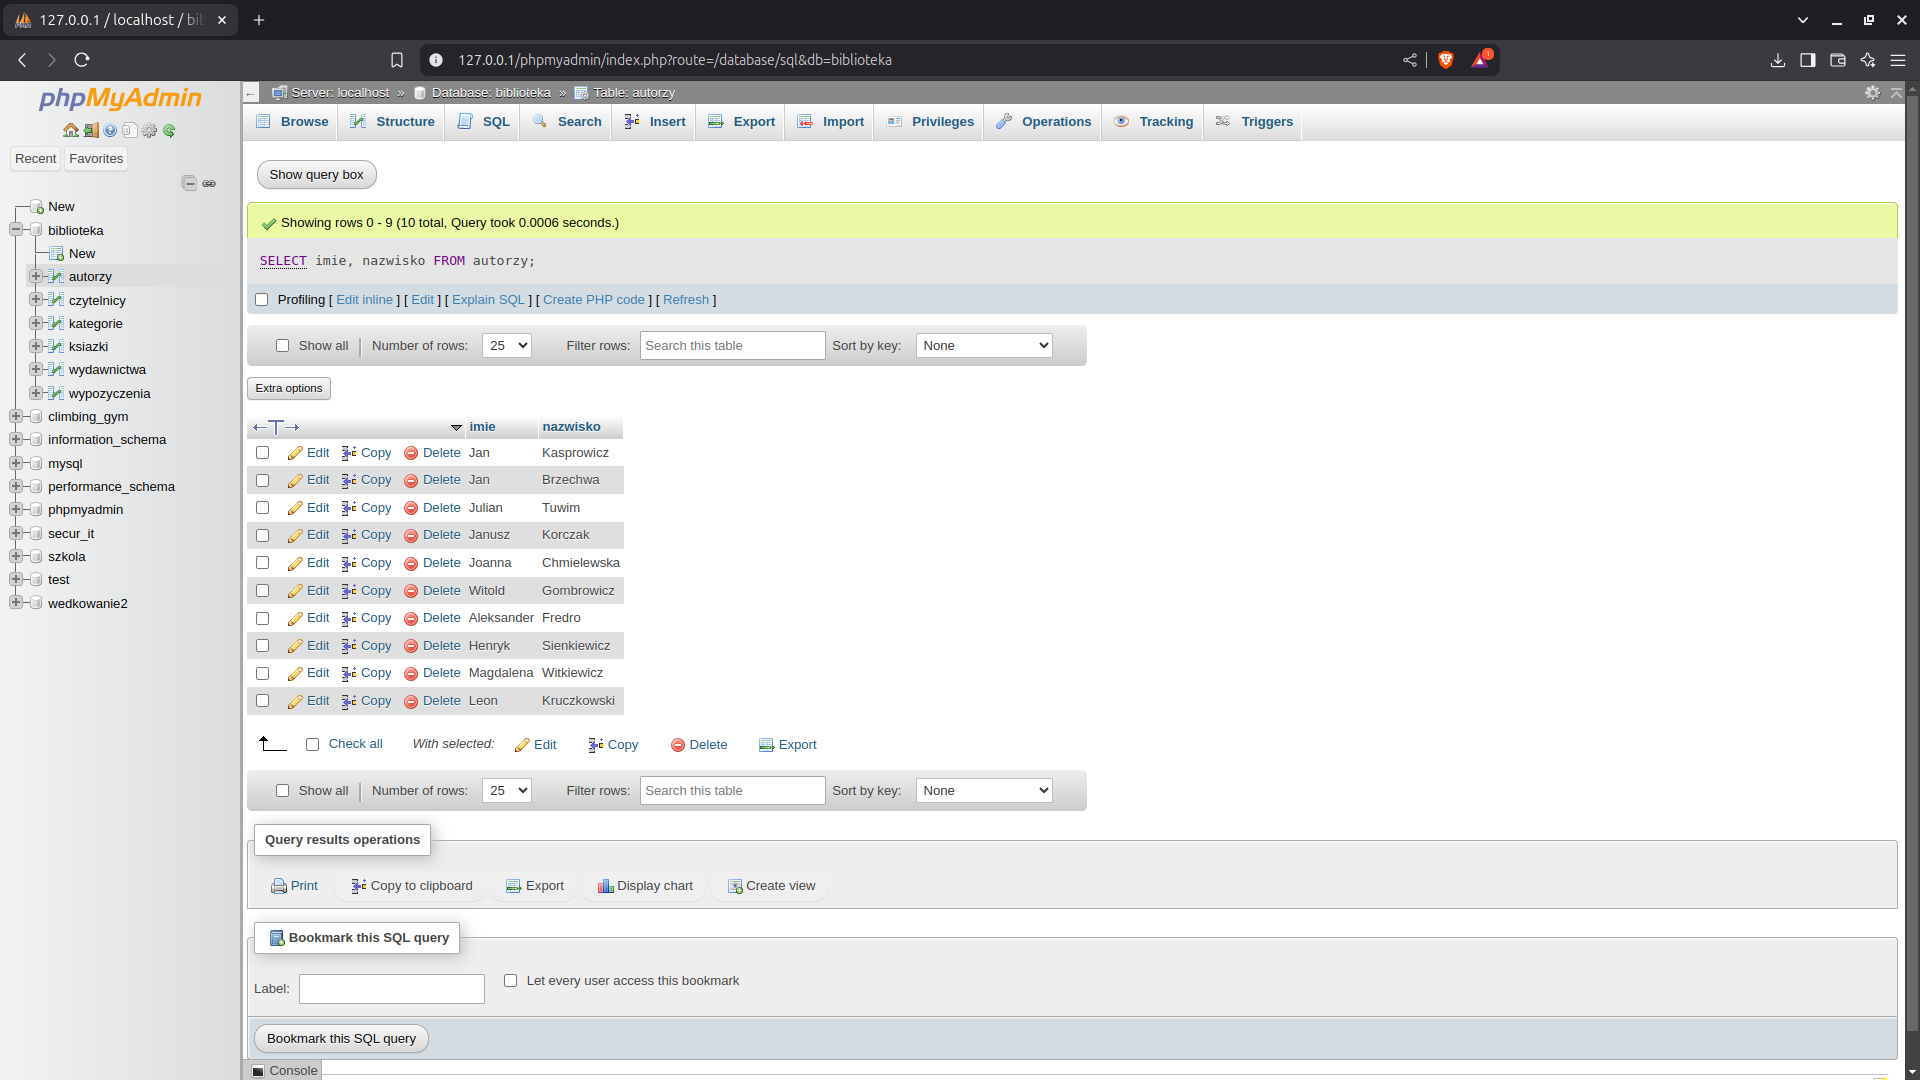 127.0.0.1 / localhost / bib
127.0.0.1/phpmyadmin/index.php?route=/database/sql&db=biblioteka
1
phpMyAdmin
Recent
Favorites
New
biblioteka
New
autorzy
czytelnicy
kategorie
ksiazki
wydawnictwa
wypozyczenia
climbing_gym
information_schema
mysql
performance_schema
phpmyadmin
secur_it
szkola
test
wedkowanie2
Server: localhost » Database: biblioteka » Table: autorzy
Browse Structure SQL Search Insert Export Import Privileges Operations Tracking Triggers
Show query box
Showing rows 0 - 9 (10 total, Query took 0.0006 seconds.)
SELECT imie, nazwisko FROM autorzy;
Profiling [ Edit inline ] [ Edit ] [ Explain SQL ] [ Create PHP code ] [ Refresh ]
Show all Number of rows: 25 Filter rows: Search this table Sort by key: None
Extra options
imie nazwisko
Edit Copy Delete Jan Kasprowicz
Edit Copy Delete Jan Brzechwa
Edit Copy Delete Julian Tuwim
Edit Copy Delete Janusz Korczak
Edit Copy Delete Joanna Chmielewska
Edit Copy Delete Witold Gombrowicz
Edit Copy Delete Aleksander Fredro
Edit Copy Delete Henryk Sienkiewicz
Edit Copy Delete Magdalena Witkiewicz
Edit Copy Delete Leon Kruczkowski
Check all With selected: Edit Copy Delete Export
Show all Number of rows: 25 Filter rows: Search this table Sort by key: None
Query results operations
Print Copy to clipboard Export Display chart Create view
Bookmark this SQL query
Label: Let every user access this bookmark
Bookmark this SQL query
Console